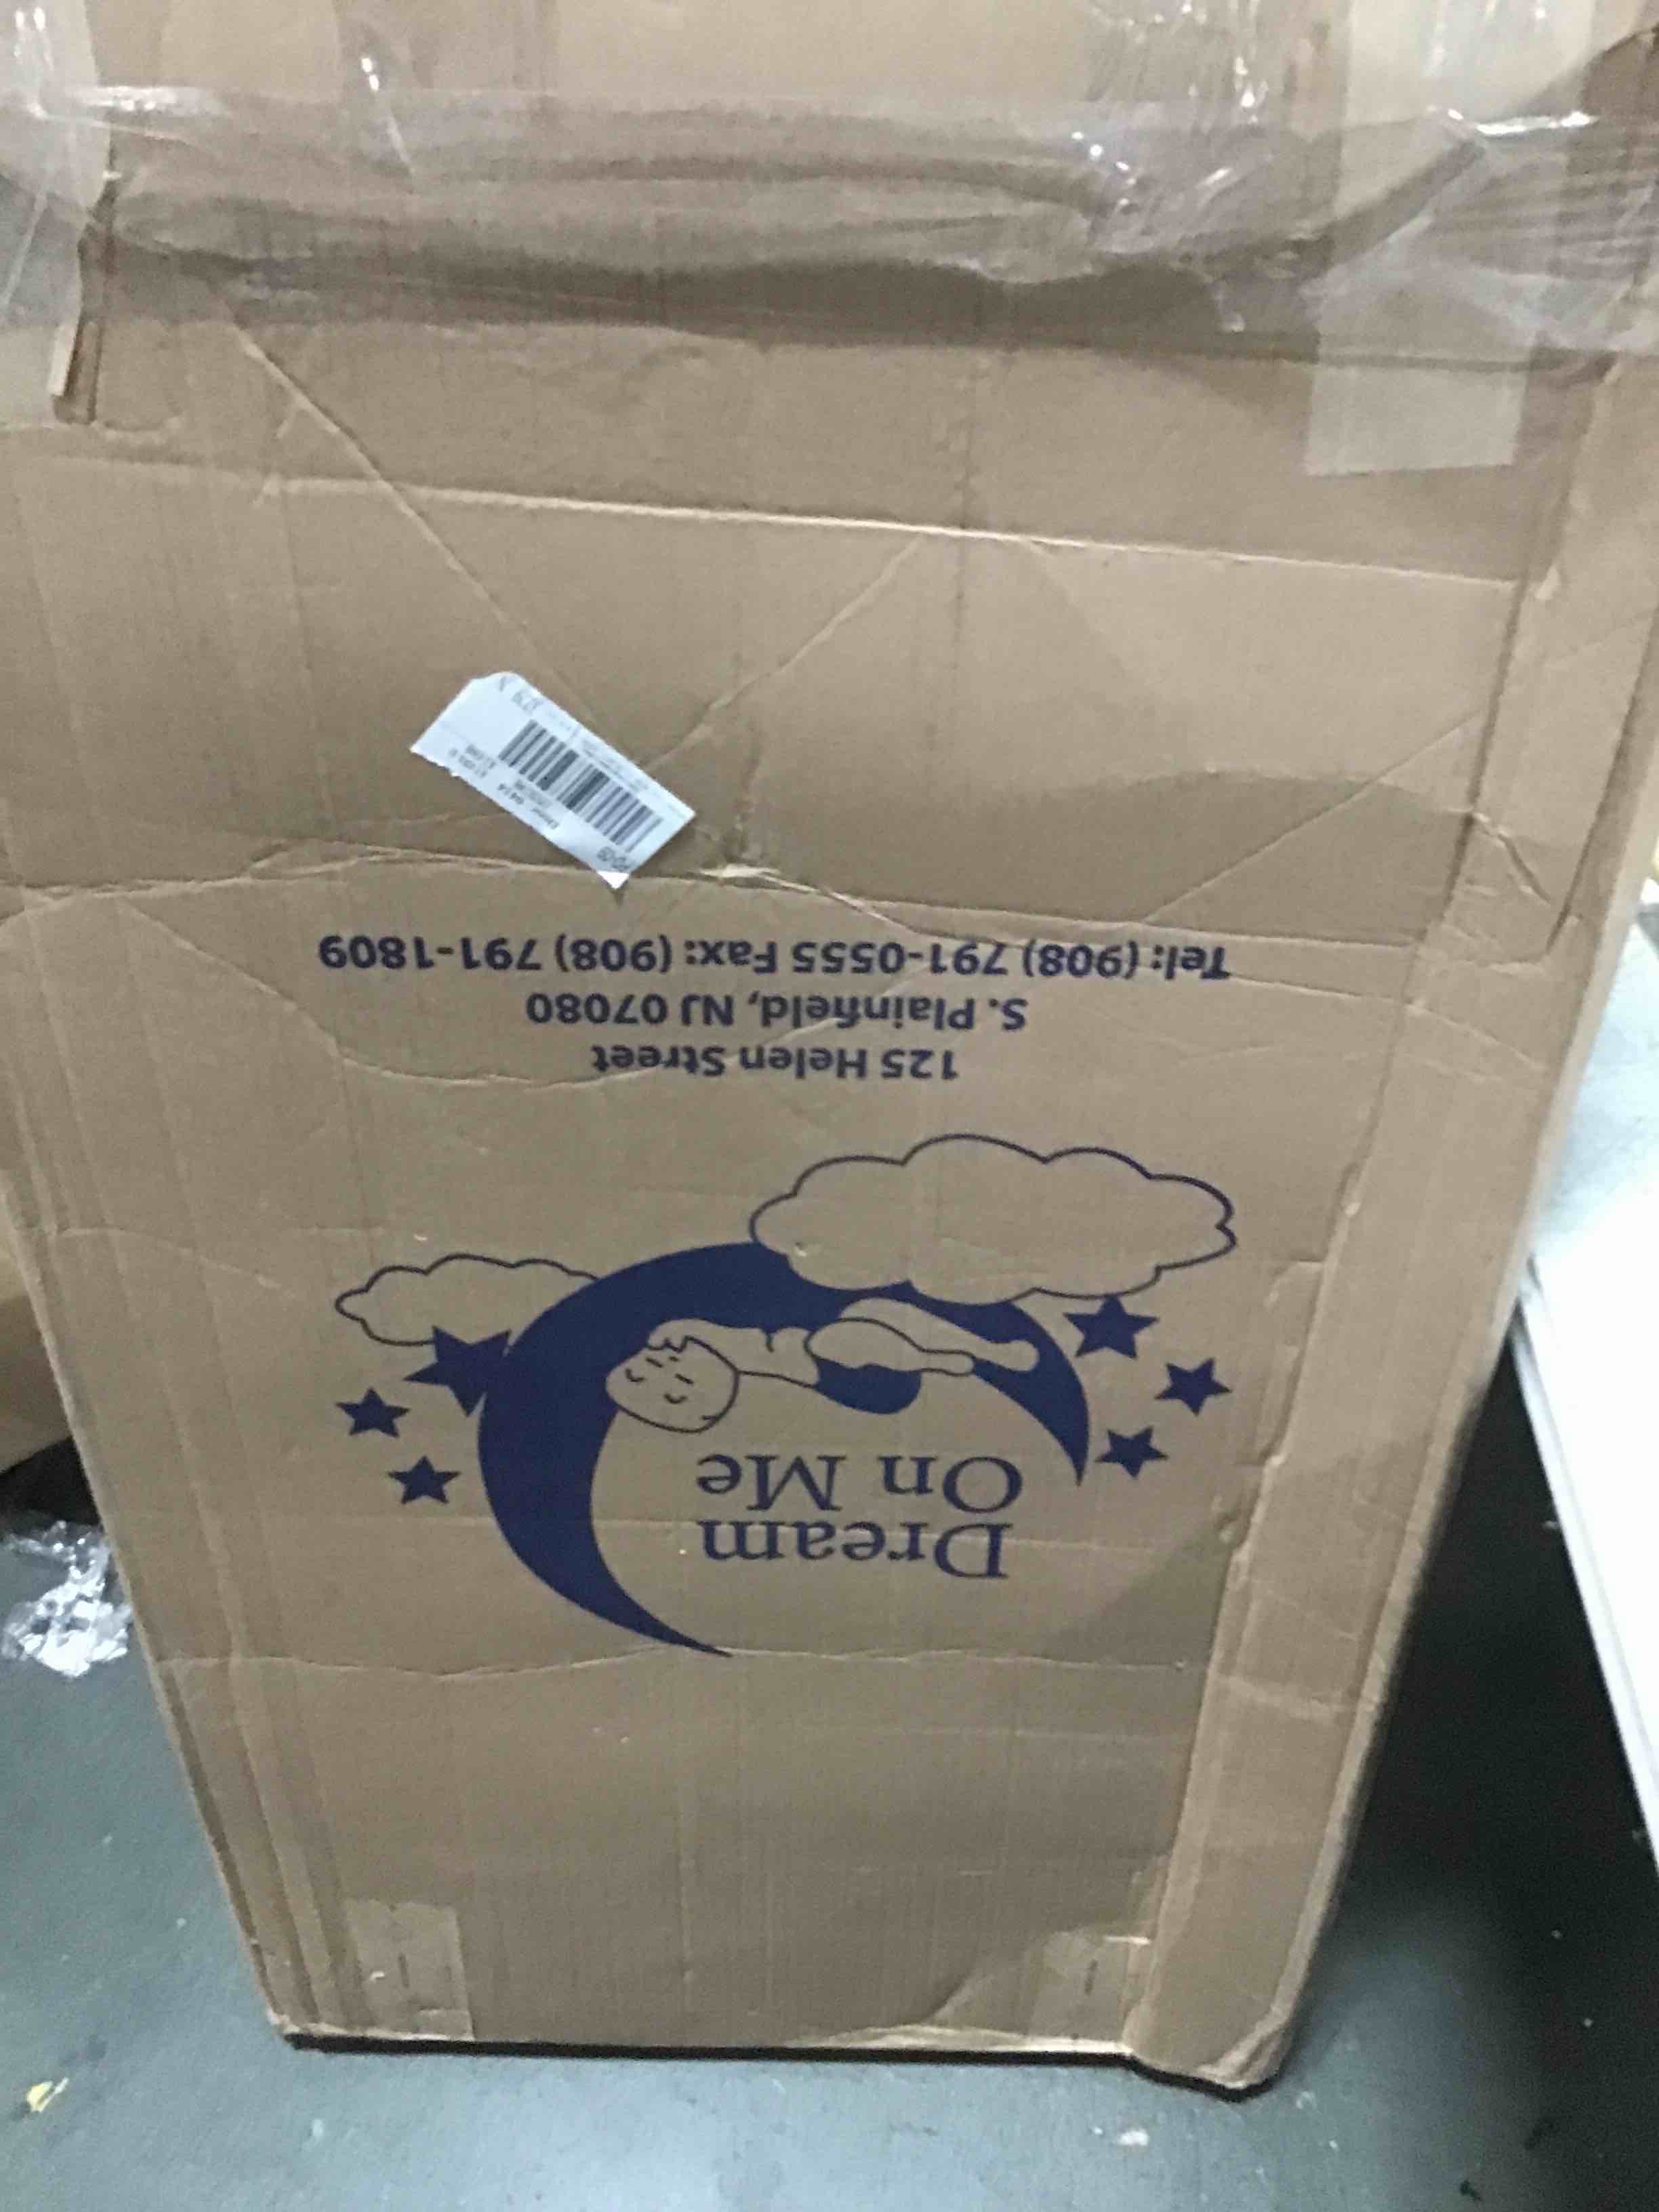 Dream
On Me
125 Helen Street
S. Plainfield, NJ 07080
Tel: (908) 791-0555 Fax: (908) 791-1809